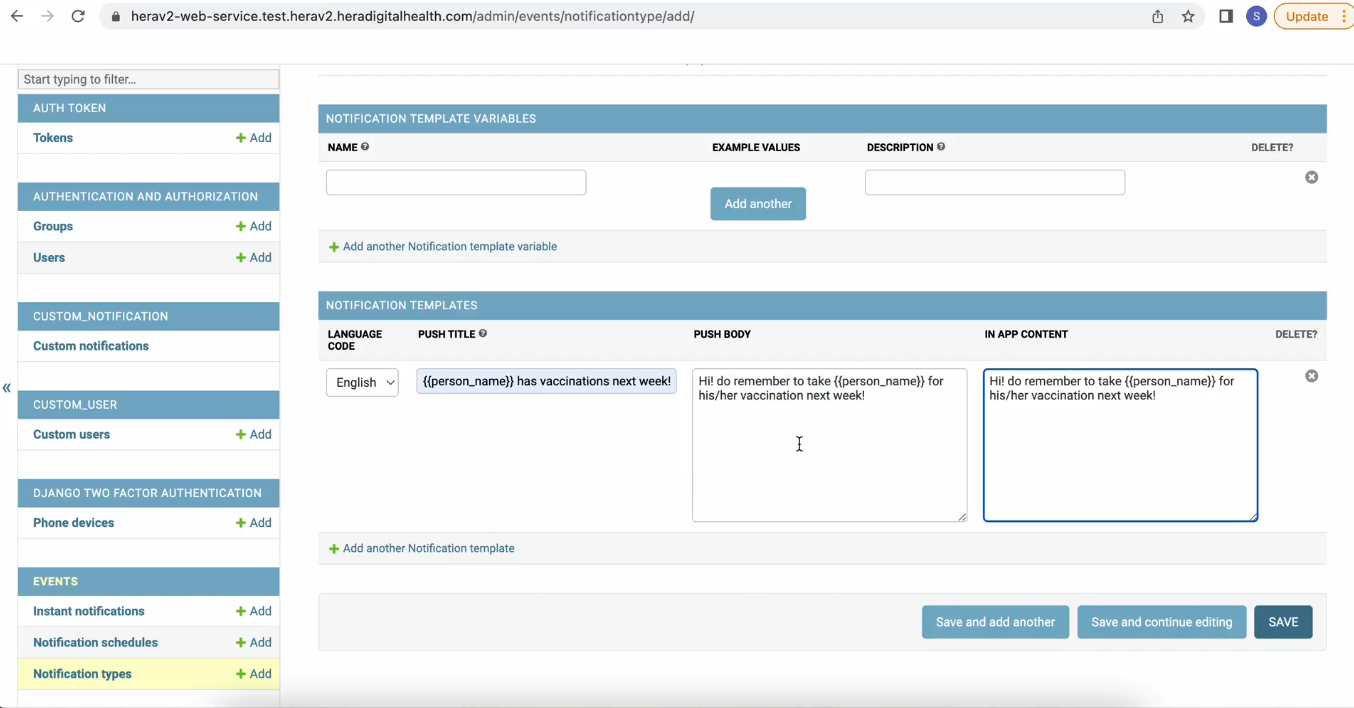 herav2-web-service.test.herav2.heradigitalhealth.com/admin/events/notificationtype/add/
S
Update
Start typing to filter...
AUTH TOKEN
Tokens
Add
AUTHENTICATION AND AUTHORIZATION
Groups
Add
Users
Add
CUSTOM_NOTIFICATION
Custom notifications
CUSTOM_USER
Custom users
Add
DJANGO TWO FACTOR AUTHENTICATION
Phone devices
Add
EVENTS
Instant notifications
Add
Notification schedules
Add
Notification types
Add
NOTIFICATION TEMPLATE VARIABLES
NAME
EXAMPLE VALUES
DESCRIPTION
DELETE?
Add another
Add another Notification template variable
NOTIFICATION TEMPLATES
LANGUAGE
CODE
PUSH TITLE
PUSH BODY
IN APP CONTENT
DELETE?
English
{{person_name}} has vaccinations next week!
Hi! do remember to take {{person_name}} for
his/her vaccination next week!
Hi! do remember to take {{person_name}} for
his/her vaccination next week!
Add another Notification template
Save and add another
Save and continue editing
SAVE